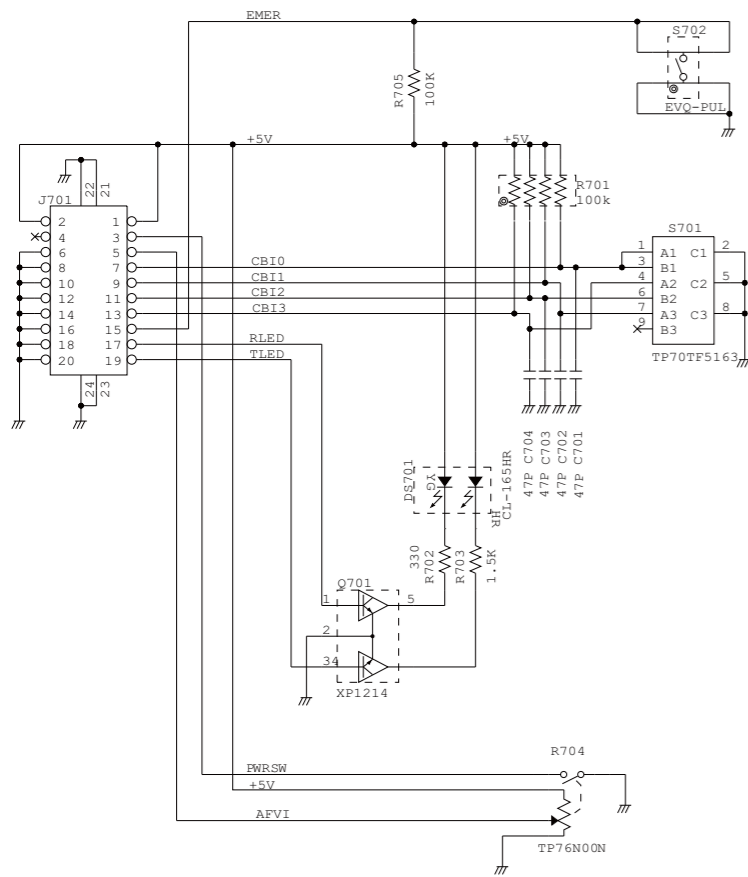 EMER
S702
R705
100K
EVQ-PUL
+5V
+5V
J701
22
21
R701
100k
2
4
6
8
10
12
14
16
18
20
1
3
5
7
9
11
13
15
17
19
24
23
CBI0
CBI1
CBI2
CBI3
RLED
TLED
S701
1
3
4
6
7
9
A1
B1
A2
B2
A3
B3
C1
C2
C3
2
5
8
TP70TF5163
47P C704
47P C703
47P C702
47P C701
DS701
YG
HR
CL-165HR
330
R702
R703
1.5K
Q701
1
5
2
34
XP1214
R704
PWRSW
+5V
AFVI
TP76N00N